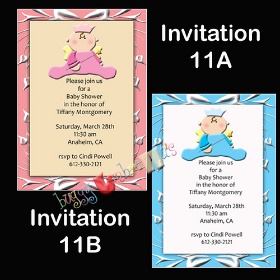 Invitation
11A
Please join us
for a
Baby Shower
in the honor of
Tiffany Montgomery
Saturday, March 28th
11:30 am
Anaheim, CA
rsvp to Cindi Powell
612-330-2121
Please join us
for a
Baby Shower
in the honor of
Tiffany Montgomery
Saturday, March 28th
11:30 am
Anaheim, CA
rsvp to Cindi Powell
612-330-2121
Invitation
11B